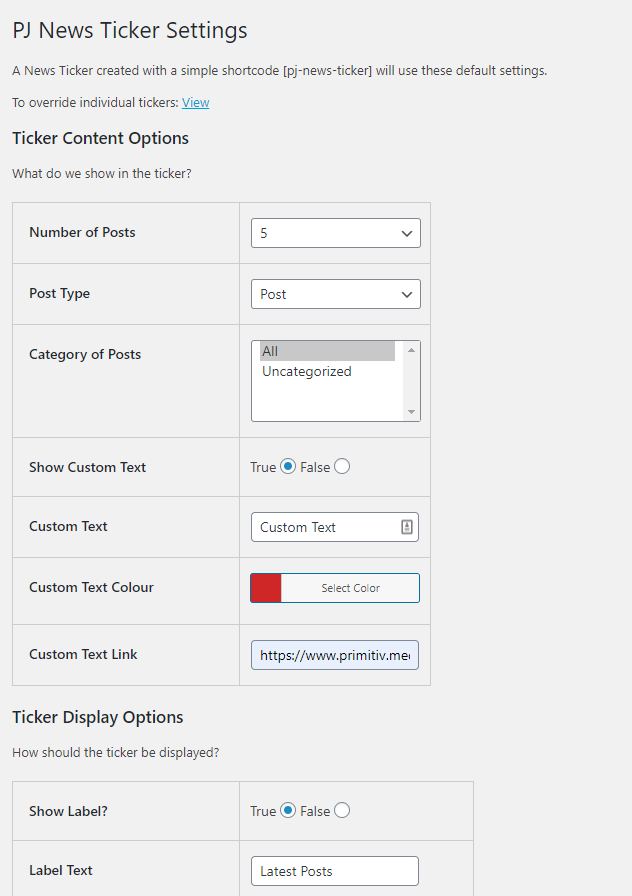 PJ News Ticker Settings
A News Ticker created with a simple shortcode [pj-news-ticker] will use these default settings.
To override individual tickers: View
Ticker Content Options
What do we show in the ticker?
Number of Posts 5
Post Type Post
Category of Posts All
Uncategorized
Show Custom Text True False
Custom Text Custom Text
Custom Text Colour Select Color
Custom Text Link https://www.primitiv.me
Ticker Display Options
How should the ticker be displayed?
Show Label? True False
Label Text Latest Posts